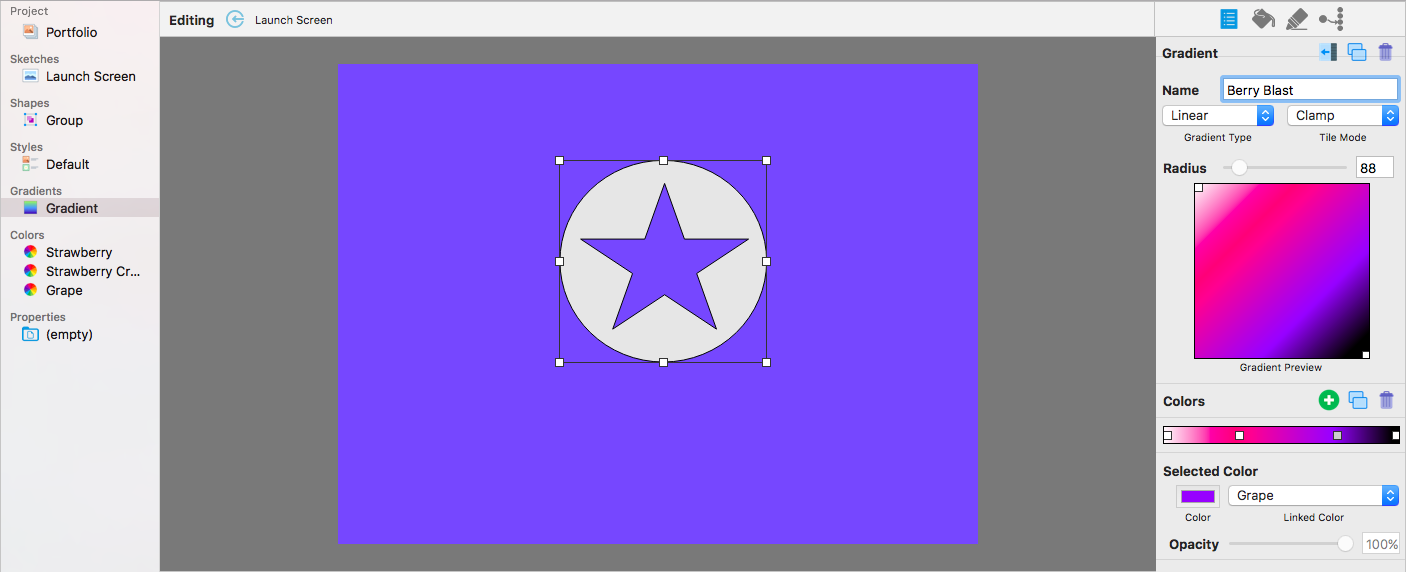 Project
Portfolio
Sketches
Launch Screen
Shapes
Group
Styles
Default
Gradients
Gradient
Colors
Strawberry
Strawberry Cr...
Grape
Properties
(empty)
Editing Launch Screen
Gradient
Name Berry Blast
Linear Clamp
Gradient Type Tile Mode
Radius 88
Gradient Preview
Colors
Selected Color
Grape
Color Linked Color
Opacity 100%